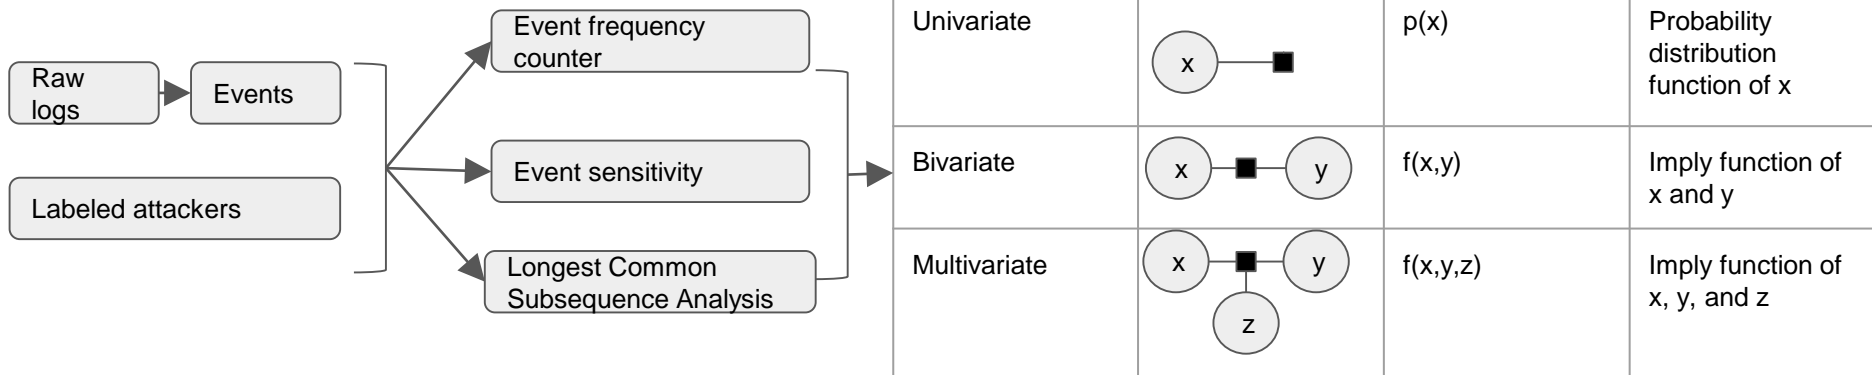 Raw
logs
Events
Labeled attackers
Event frequency
counter
Event sensitivity
Longest Common
Subsequence Analysis
Univariate
x
p(x)
Probability
distribution
function of x
Bivariate
x
y
f(x,y)
Imply function of
x and y
Multivariate
x
y
z
f(x,y,z)
Imply function of
x, y, and z